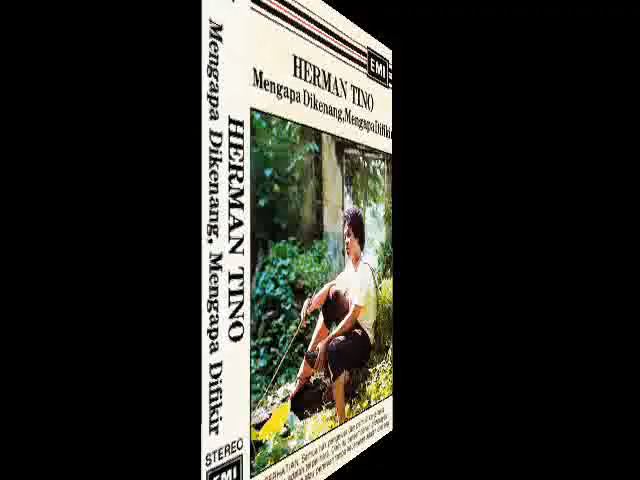 HERMAN TINO
Mengapa Dikenang, Mengapa Difikir
STEREO
EMI
EMI
HERMAN TINO
Mengapa Dikenang, Mengapa Difikir